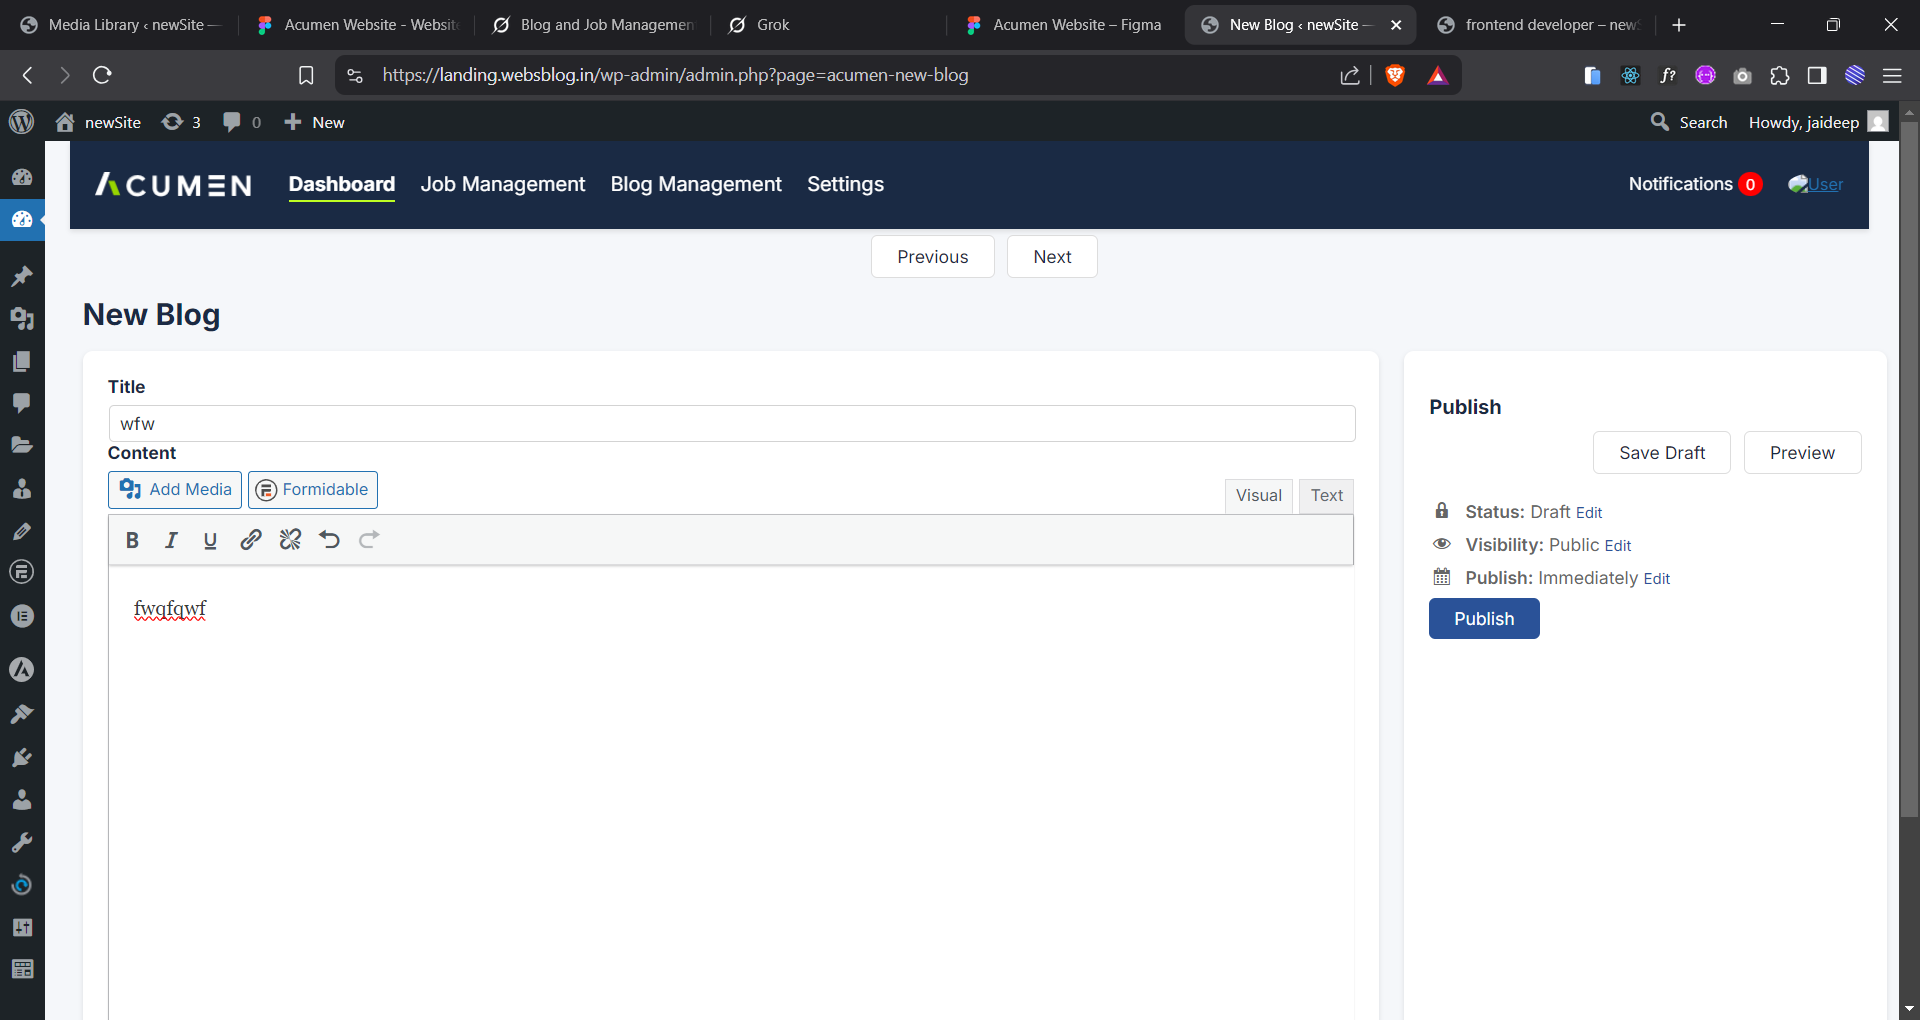 Media Library ‹ newSite —
Acumen Website - Websit
Blog and Job Managemen
Grok
Acumen Website – Figma
New Blog ‹ newSite —
frontend developer – new
https://landing.websblog.in/wp-admin/admin.php?page=acumen-new-blog
newSite
3
0
New
Search
Howdy, jaideep
ACUMEN
Dashboard
Job Management
Blog Management
Settings
Notifications 0
User
Previous
Next
New Blog
Title
wfw
Content
Add Media
Formidable
Visual
Text
B I U
fwqfqwf
Publish
Save Draft
Preview
Status: Draft Edit
Visibility: Public Edit
Publish: Immediately Edit
Publish